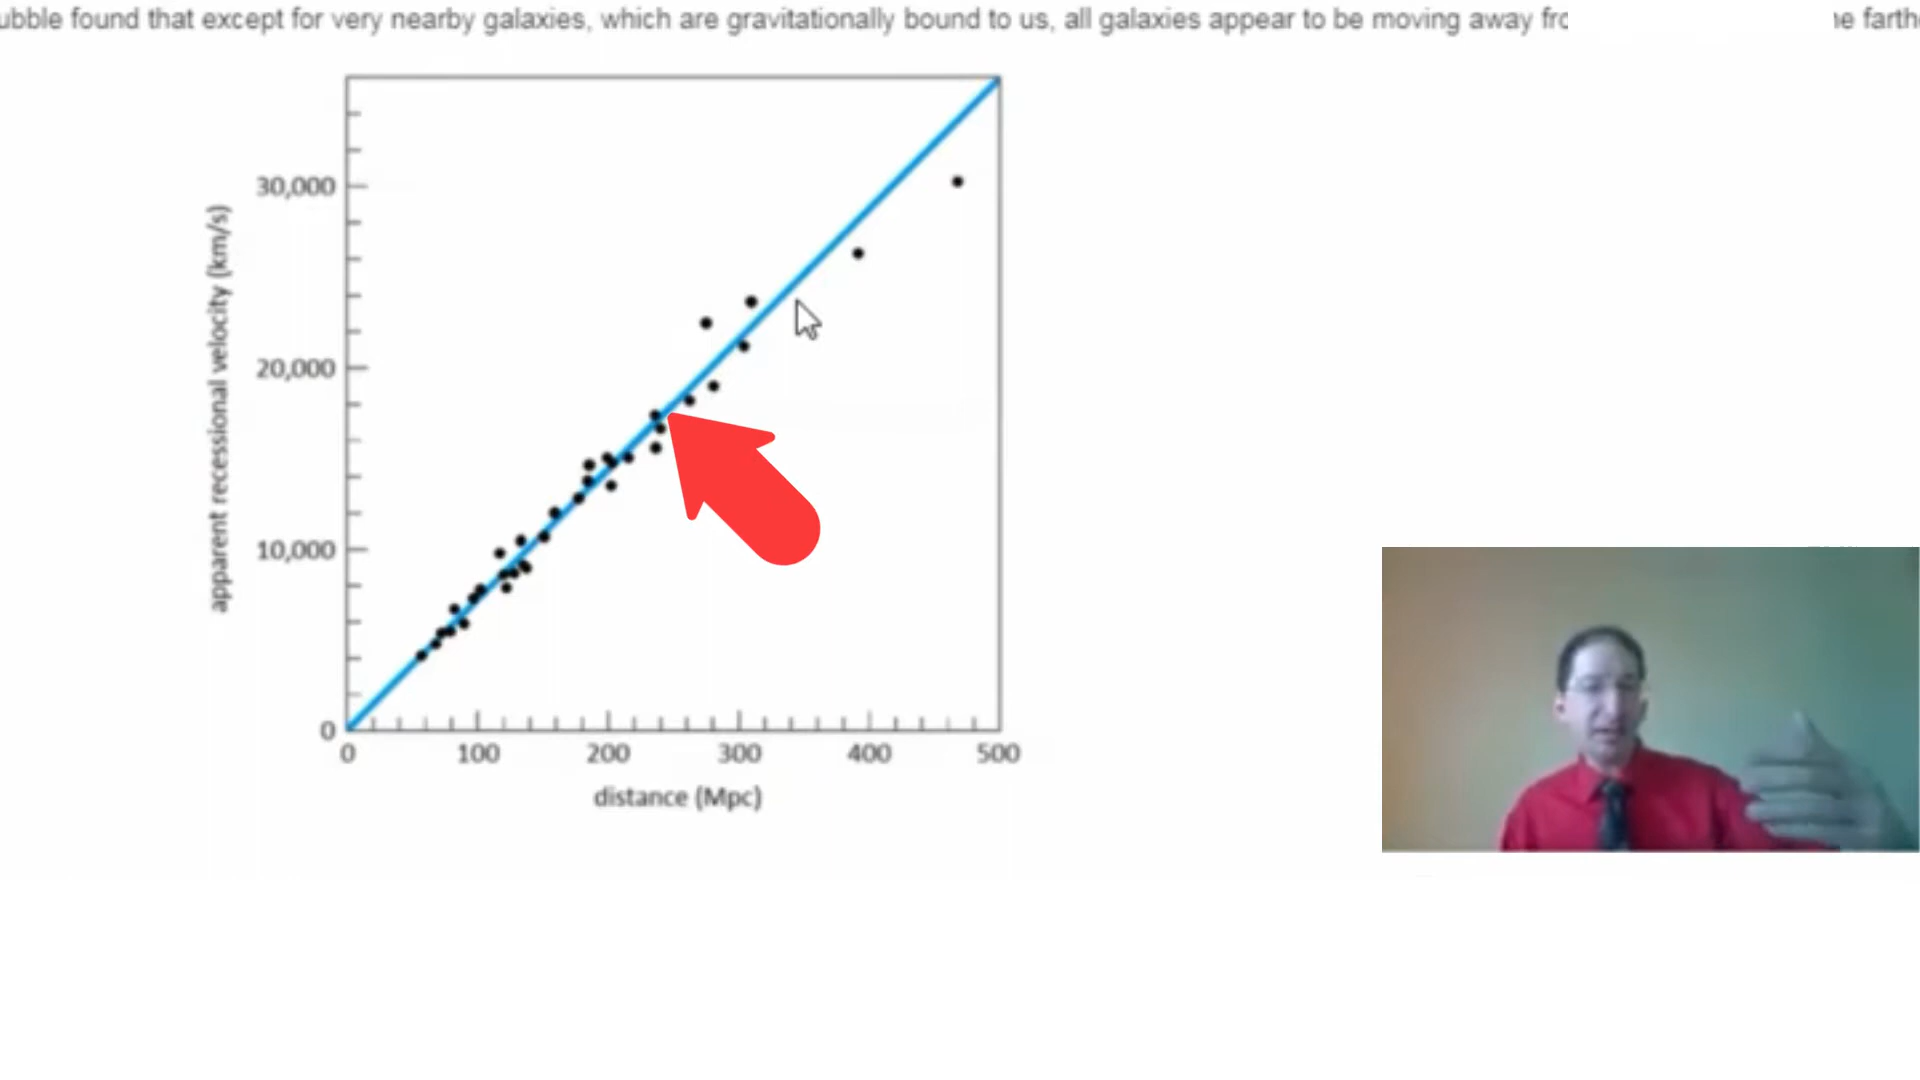 ubble found that except for very nearby galaxies, which are gravitationally bound to us, all galaxies appear to be moving away
apparent recessional velocity (km/s)
30,000
20,000
10,000
0
0 100 200 300 400 500
distance (Mpc)